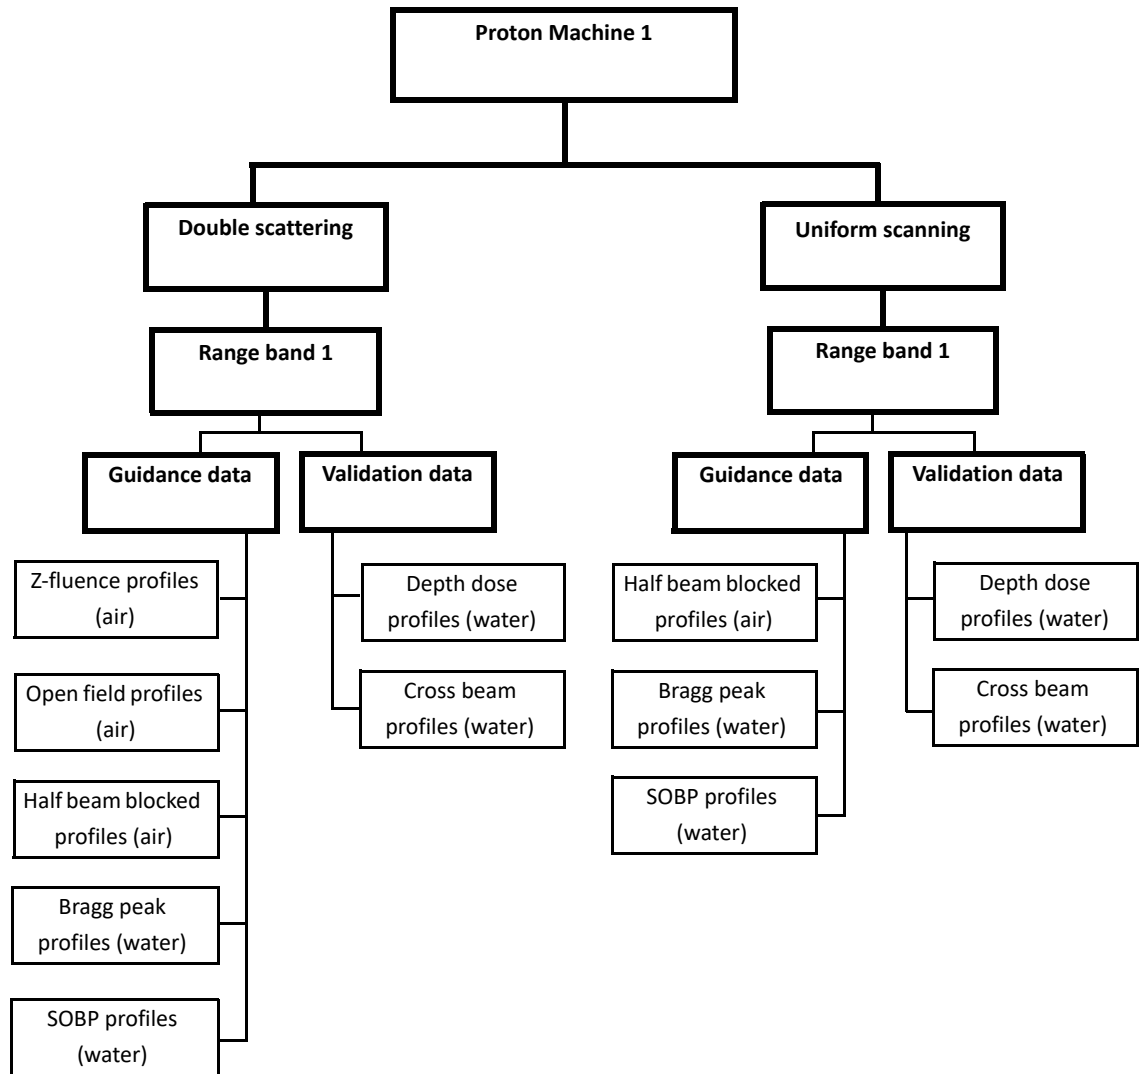 Proton Machine 1
Double scattering
Uniform scanning
Range band 1
Range band 1
Guidance data
Validation data
Guidance data
Validation data
Z-fluence profiles
(air)
Open field profiles
(air)
Half beam blocked
profiles (air)
Bragg peak
profiles (water)
SOBP profiles
(water)
Depth dose
profiles (water)
Cross beam
profiles (water)
Half beam blocked
profiles (air)
Bragg peak
profiles (water)
SOBP profiles
(water)
Depth dose
profiles (water)
Cross beam
profiles (water)